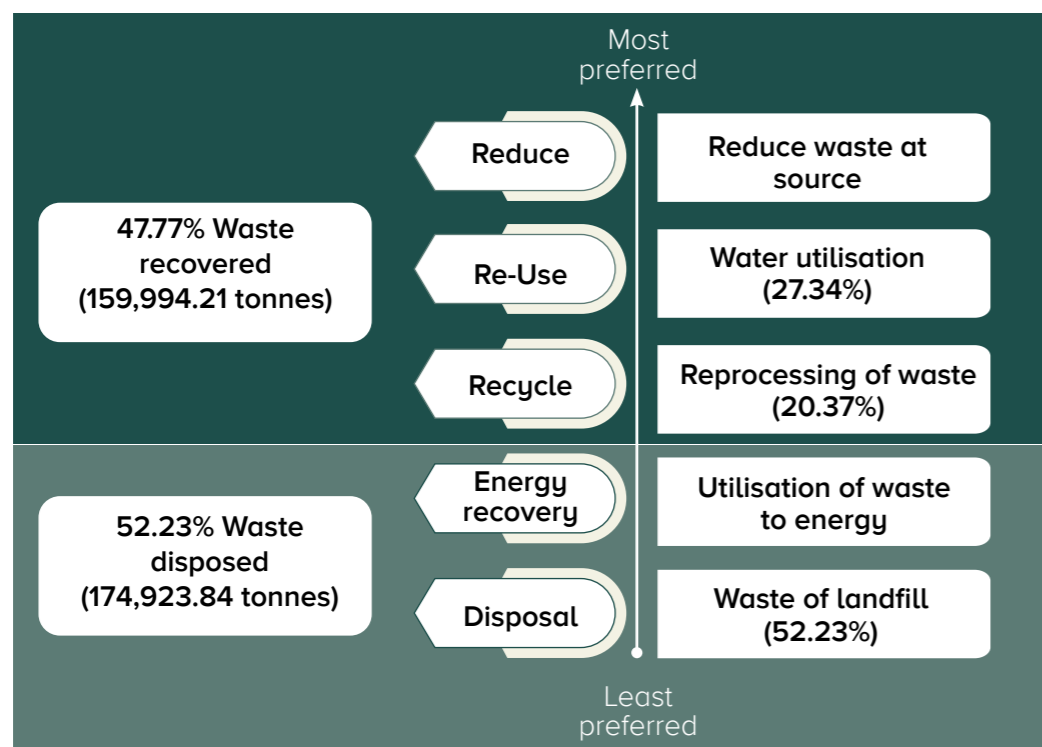 Most
preferred
Reduce
Reduce waste at
source
47.77% Waste
recovered
(159,994.21 tonnes)
Re-Use
Water utilisation
(27.34%)
Recycle
Reprocessing of waste
(20.37%)
Energy
recovery
Utilisation of waste
to energy
52.23% Waste
disposed
(174,923.84 tonnes)
Disposal
Waste of landfill
(52.23%)
Least
preferred